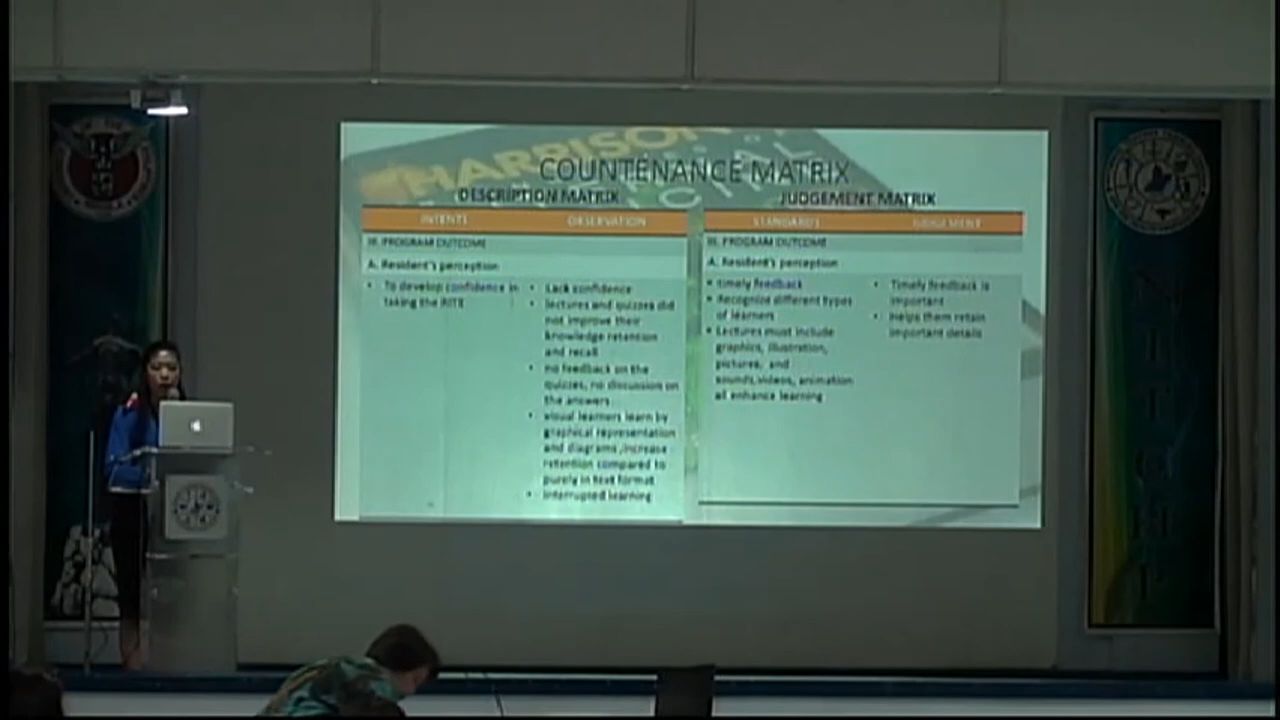 HARRISON
COUNTENANCE MATRIX
DESCRIPTION MATRIX
INTENTS OBSERVATION
III. PROGRAM OUTCOME
A. Resident's perception
• To develop confidence in
taking the RITE
• Lack confidence
• lectures and quizzes did
not improve their
knowledge retention
and recall
• no feedback on the
quizzes, no discussion on
the answers
• visual learners learn by
graphical representation
and diagrams ,increase
retention compared to
purely in text format
• Interrupted learning
JUDGEMENT MATRIX
STANDARDS JUDGEMENT
III. PROGRAM OUTCOME
A. Resident's perception
• timely feedback
• Recognize different types
of learners
• Lectures must include
graphics, illustration,
pictures, and
sounds,videos, animation
all enhance learning
• Timely feedback is
important
• Helps them retain
important details